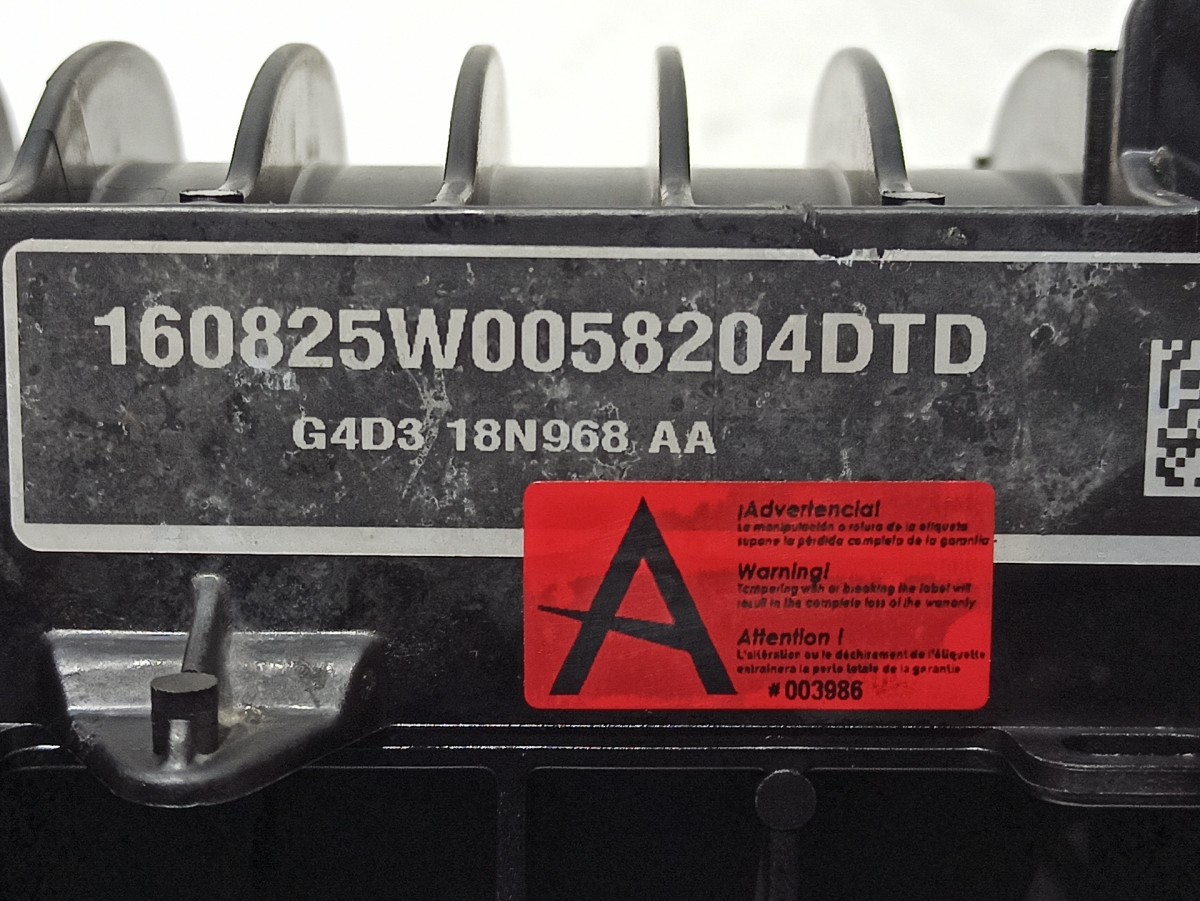 160825W0058204DTD
G4D3 18N968 AA
A
¡Advertencia!
La manipulación o rotura de la etiqueta
supone la pérdida completa de la garantía
Warning!
Tampering with or breaking the label will
result in the complete loss of the warranty
Attention !
L'altération ou le déchirement de l'étiquette
entraînera la perte totale de la garantie
#003986